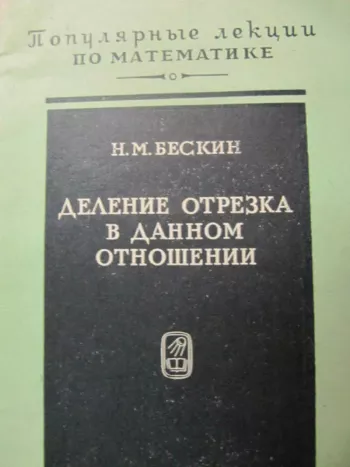 Популярные лекции
ПО МАТЕМАТИКЕ
Н. М. БЕСКИН
ДЕЛЕНИЕ ОТРЕЗКА
В ДАННОМ
ОТНОШЕНИИ